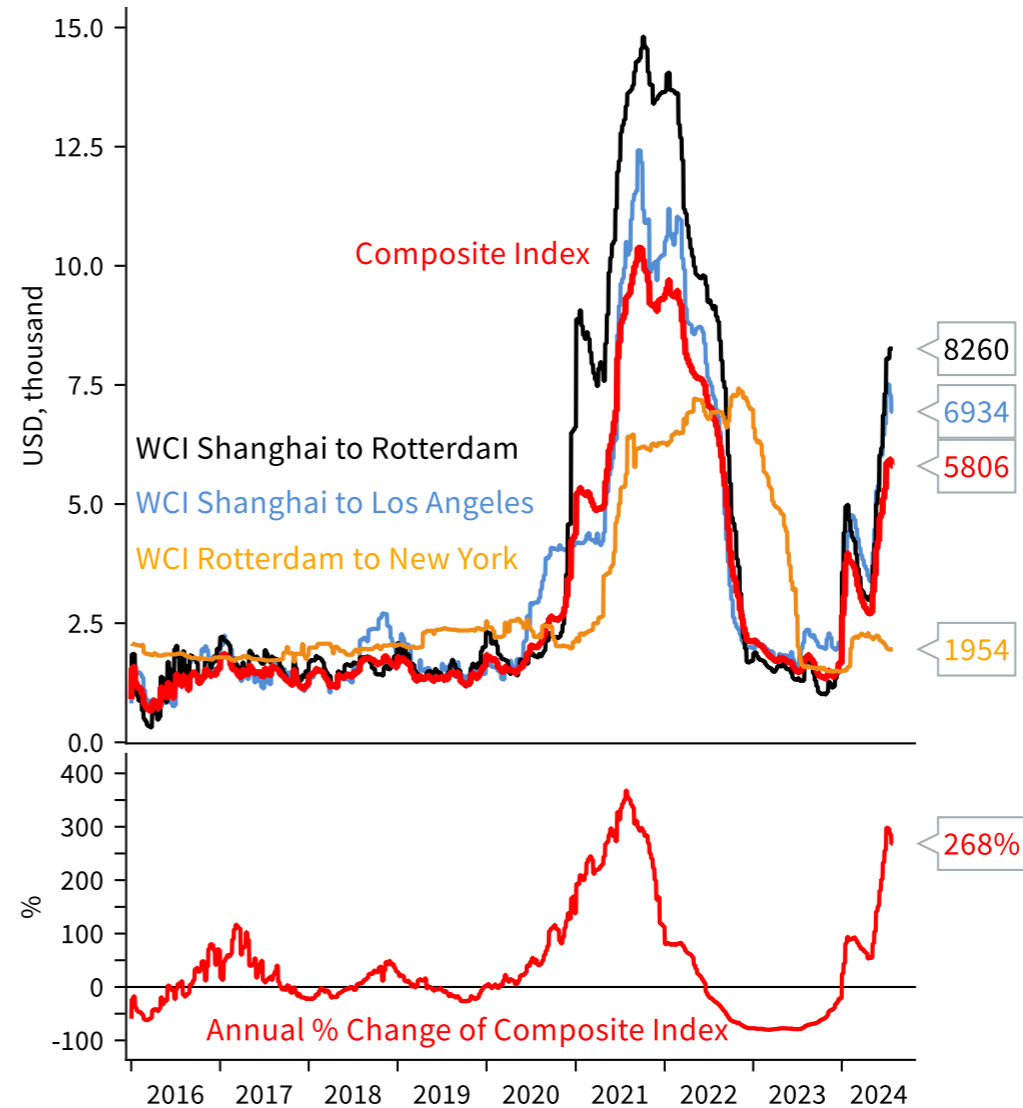 15.0
12.5
10.0
7.5
5.0
2.5
0.0
USD, thousand
Composite Index
WCI Shanghai to Rotterdam
WCI Shanghai to Los Angeles
WCI Rotterdam to New York
8260
6934
5806
1954
400
300
200
100
0
-100
%
268%
Annual % Change of Composite Index
2016 2017 2018 2019 2020 2021 2022 2023 2024